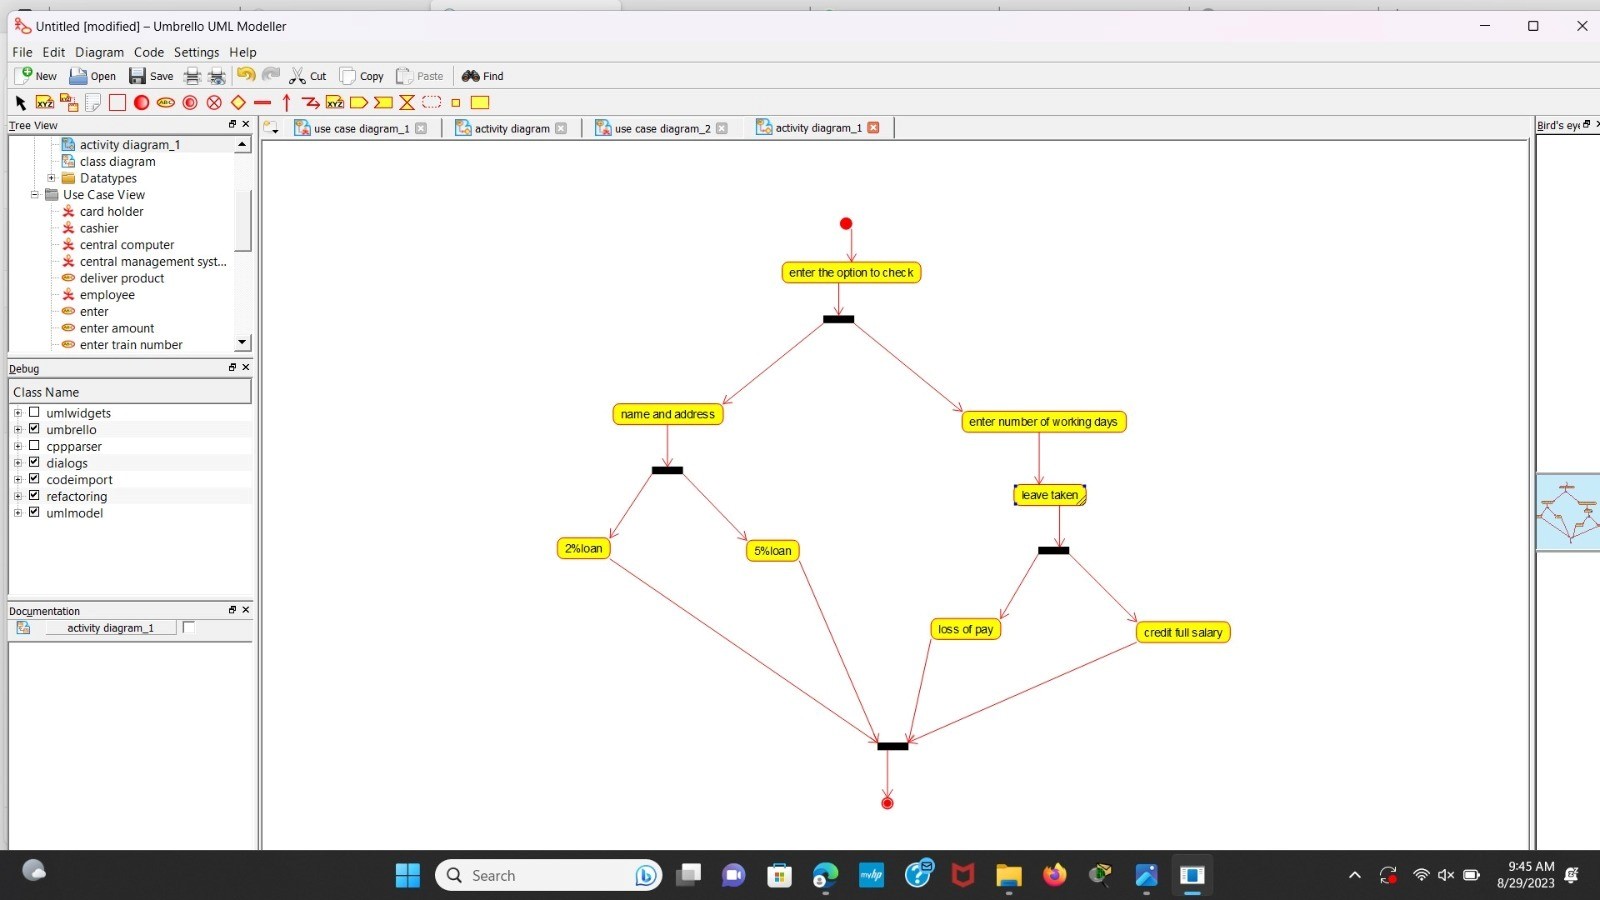 Untitled [modified] – Umbrello UML Modeller
File Edit Diagram Code Settings Help
New Open Save Cut Copy Paste Find
Tree View
activity diagram_1
class diagram
Datatypes
Use Case View
card holder
cashier
central computer
central management syst...
deliver product
employee
enter
enter amount
enter train number
Debug
Class Name
umlwidgets
umbrello
cppparser
dialogs
codeimport
refactoring
umlmodel
Documentation
activity diagram_1
use case diagram_1 activity diagram use case diagram_2 activity diagram_1
Bird's eye
enter the option to check
name and address
enter number of working days
leave taken
2%loan
5%loan
loss of pay
credit full salary
Search
myhp
9:45 AM
8/29/2023